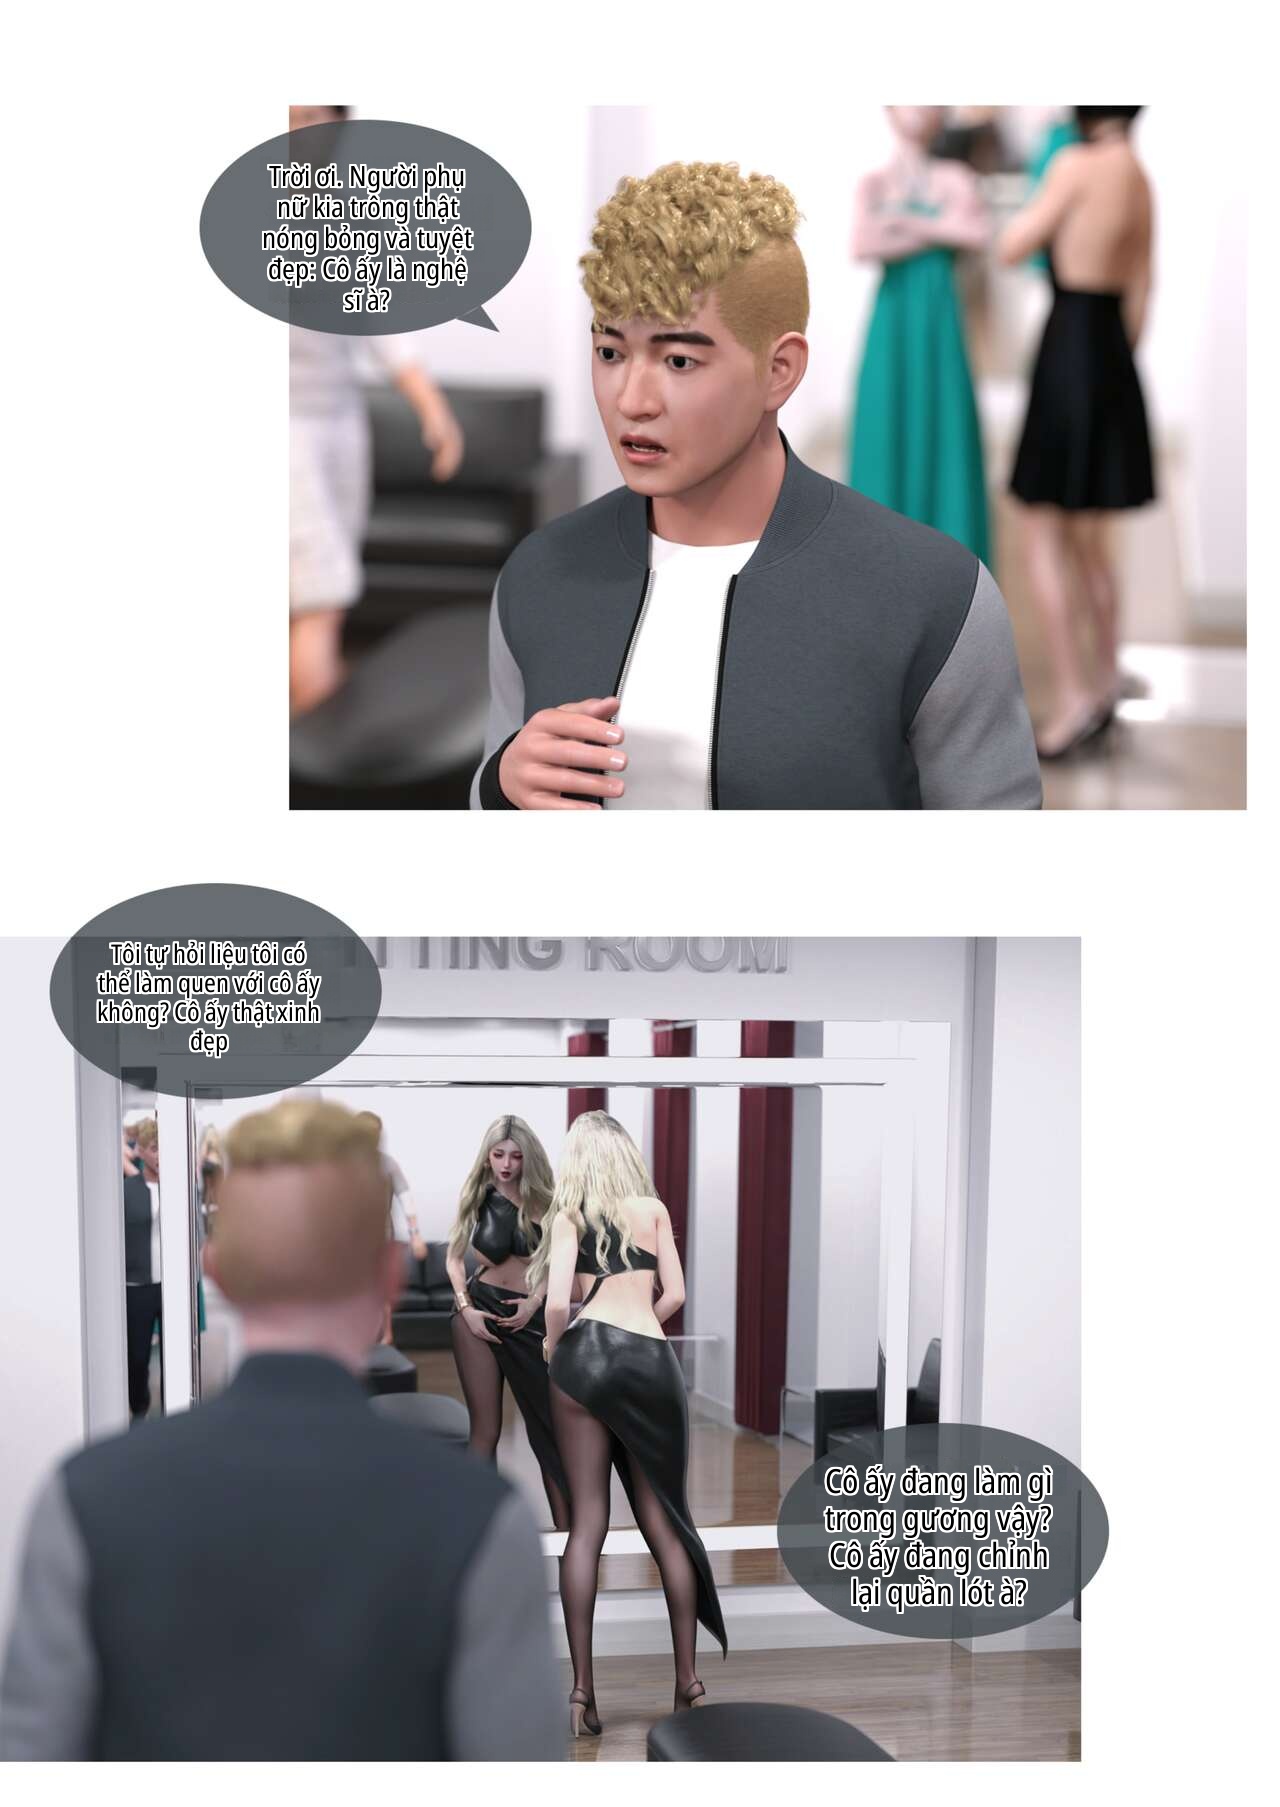 Trời ơi. Người phụ
nữ kia trông thật
nóng bỏng và tuyệt
đẹp: Cô ấy là nghệ
sĩ à?
Tôi tự hỏi liệu tôi có
thể làm quen với cô ấy
không? Cô ấy thật xinh
đẹp
ITTING ROOM
Cô ấy đang làm gì
trong gương vậy?
Cô ấy đang chỉnh
lại quần lót à?